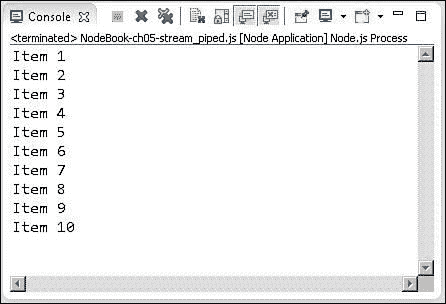 Console
<terminated> NodeBook-ch05-stream_piped.js [Node Application] Node.js Process
Item 1
Item 2
Item 3
Item 4
Item 5
Item 6
Item 7
Item 8
Item 9
Item 10